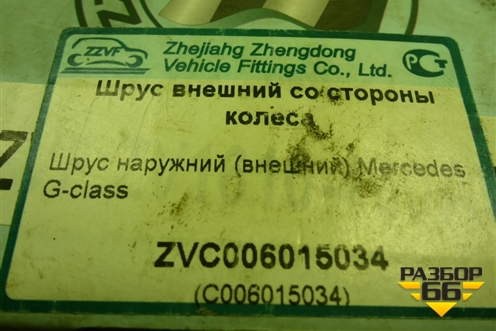 ZZVF
Zhejiahg Zhengdong
Vehicle Fittings Co., Ltd.
РСТ
Шрус внешний со стороны
колеса
Шрус наружний (внешний) Mercedes
G-class
ZVC006015034
(C006015034)
РАЗБОР
66